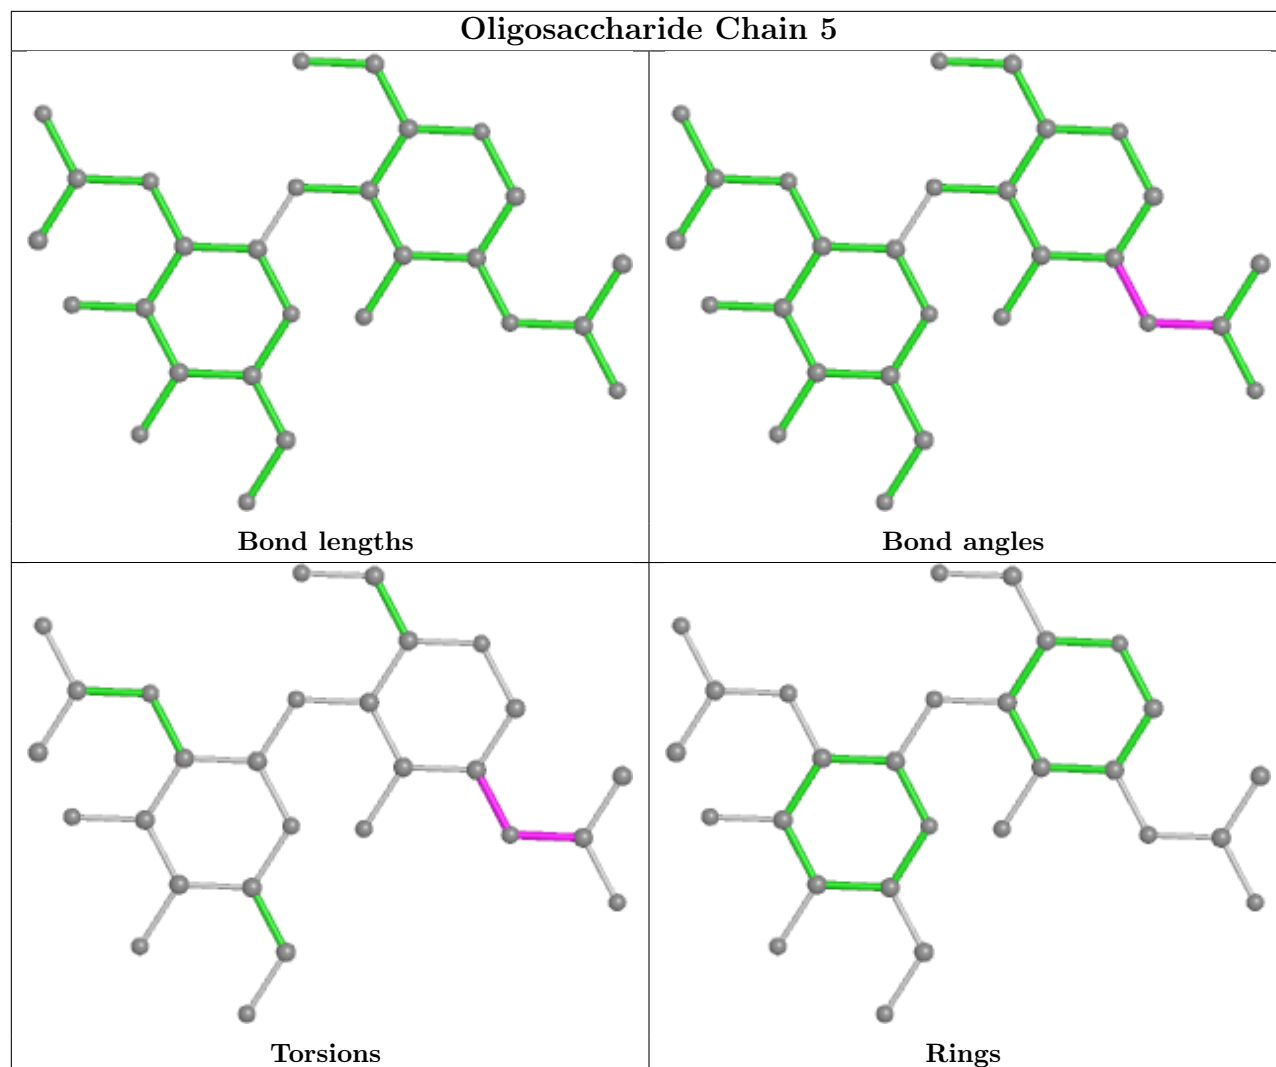 Oligosaccharide Chain 5
Bond lengths
Bond angles
Torsions
Rings